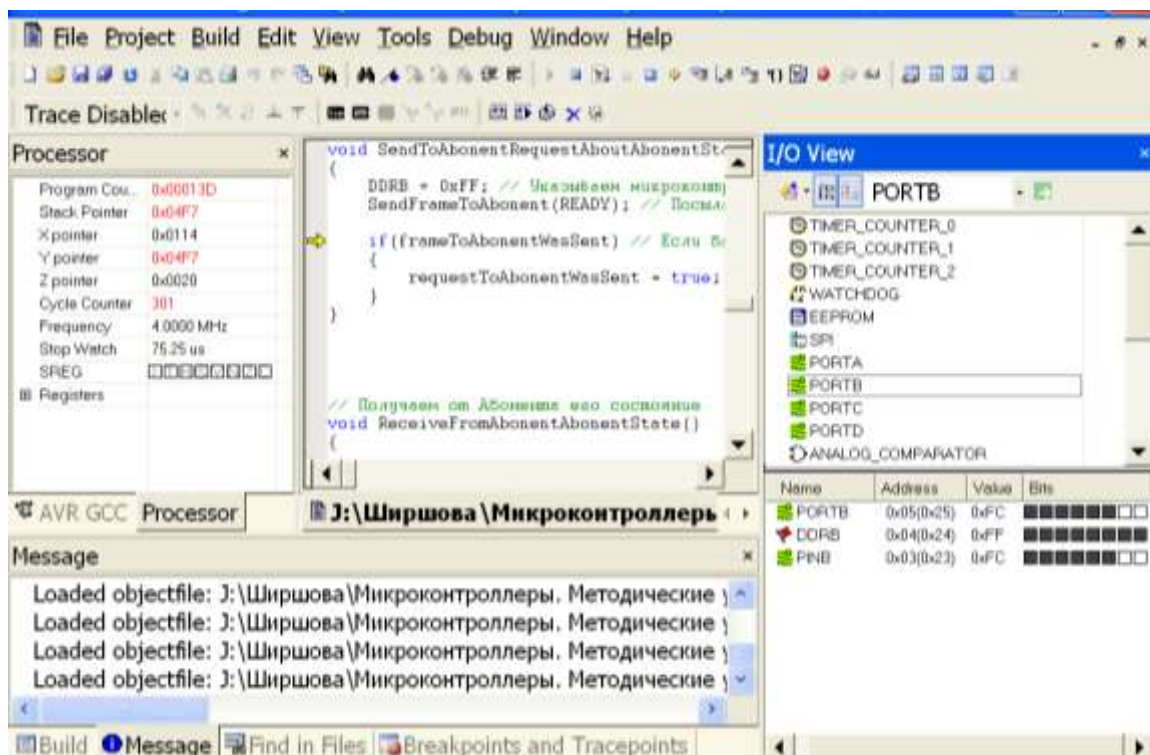 File Project Build Edit View Tools Debug Window Help
Trace Disabled
Processor
Program Cou.. 0x00013D
Stack Pointer 0x04F7
X pointer 0x0114
Y pointer 0x04F7
Z pointer 0x0020
Cycle Counter 301
Frequency 4.0000 MHz
Stop Watch 75.25 us
SREG
Registers
AVR GCC Processor
void SendToAbonentRequestAboutAbonentSt
{
DDRB = 0xFF; // Указываем микроконтр
SendFrameToAbonent(READY); // Посыл
if(frameToAbonentWasSent) // Если
{
requestToAbonentWasSent = true;
}
}
// Получаем от Абонента его состояние
void ReceiveFromAbonentAbonentState()
{
J:\Ширшова\Микроконтроллеры
I/O View
PORTB
TIMER_COUNTER_0
TIMER_COUNTER_1
TIMER_COUNTER_2
WATCHDOG
EEPROM
SPI
PORTA
PORTB
PORTC
PORTD
ANALOG_COMPARATOR
Name Address Value Bits
PORTB 0x05(0x25) 0xFC
DDRB 0x04(0x24) 0xFF
PINB 0x03(0x23) 0xFC
Message
Loaded objectfile: J:\Ширшова\Микроконтроллеры. Методические у
Loaded objectfile: J:\Ширшова\Микроконтроллеры. Методические у
Loaded objectfile: J:\Ширшова\Микроконтроллеры. Методические у
Loaded objectfile: J:\Ширшова\Микроконтроллеры. Методические у
Build Message Find in Files Breakpoints and Tracepoints